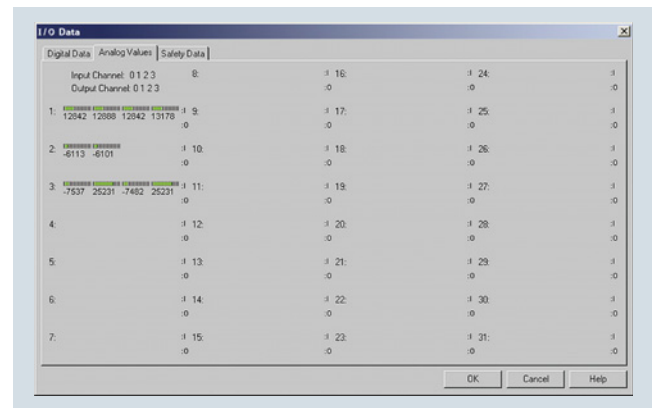 I/O Data
Digital Data Analog Values Safety Data
Input Channel: 0 1 2 3 8: :I 16: :I 24: :I
Output Channel: 0 1 2 3 :O :O :O
1: 12842 12888 12842 13178 :I 9: :I 17: :I 25: :I
:O :O :O :O
2: -6113 -6101 :I 10: :I 18: :I 26: :I
:O :O :O :O
3: -7537 25231 -7482 25231 :I 11: :I 19: :I 27: :I
:O :O :O :O
4: :I 12: :I 20: :I 28: :I
:O :O :O :O
5: :I 13: :I 21: :I 29: :I
:O :O :O :O
6: :I 14: :I 22: :I 30: :I
:O :O :O :O
7: :I 15: :I 23: :I 31: :I
:O :O :O :O
OK Cancel Help